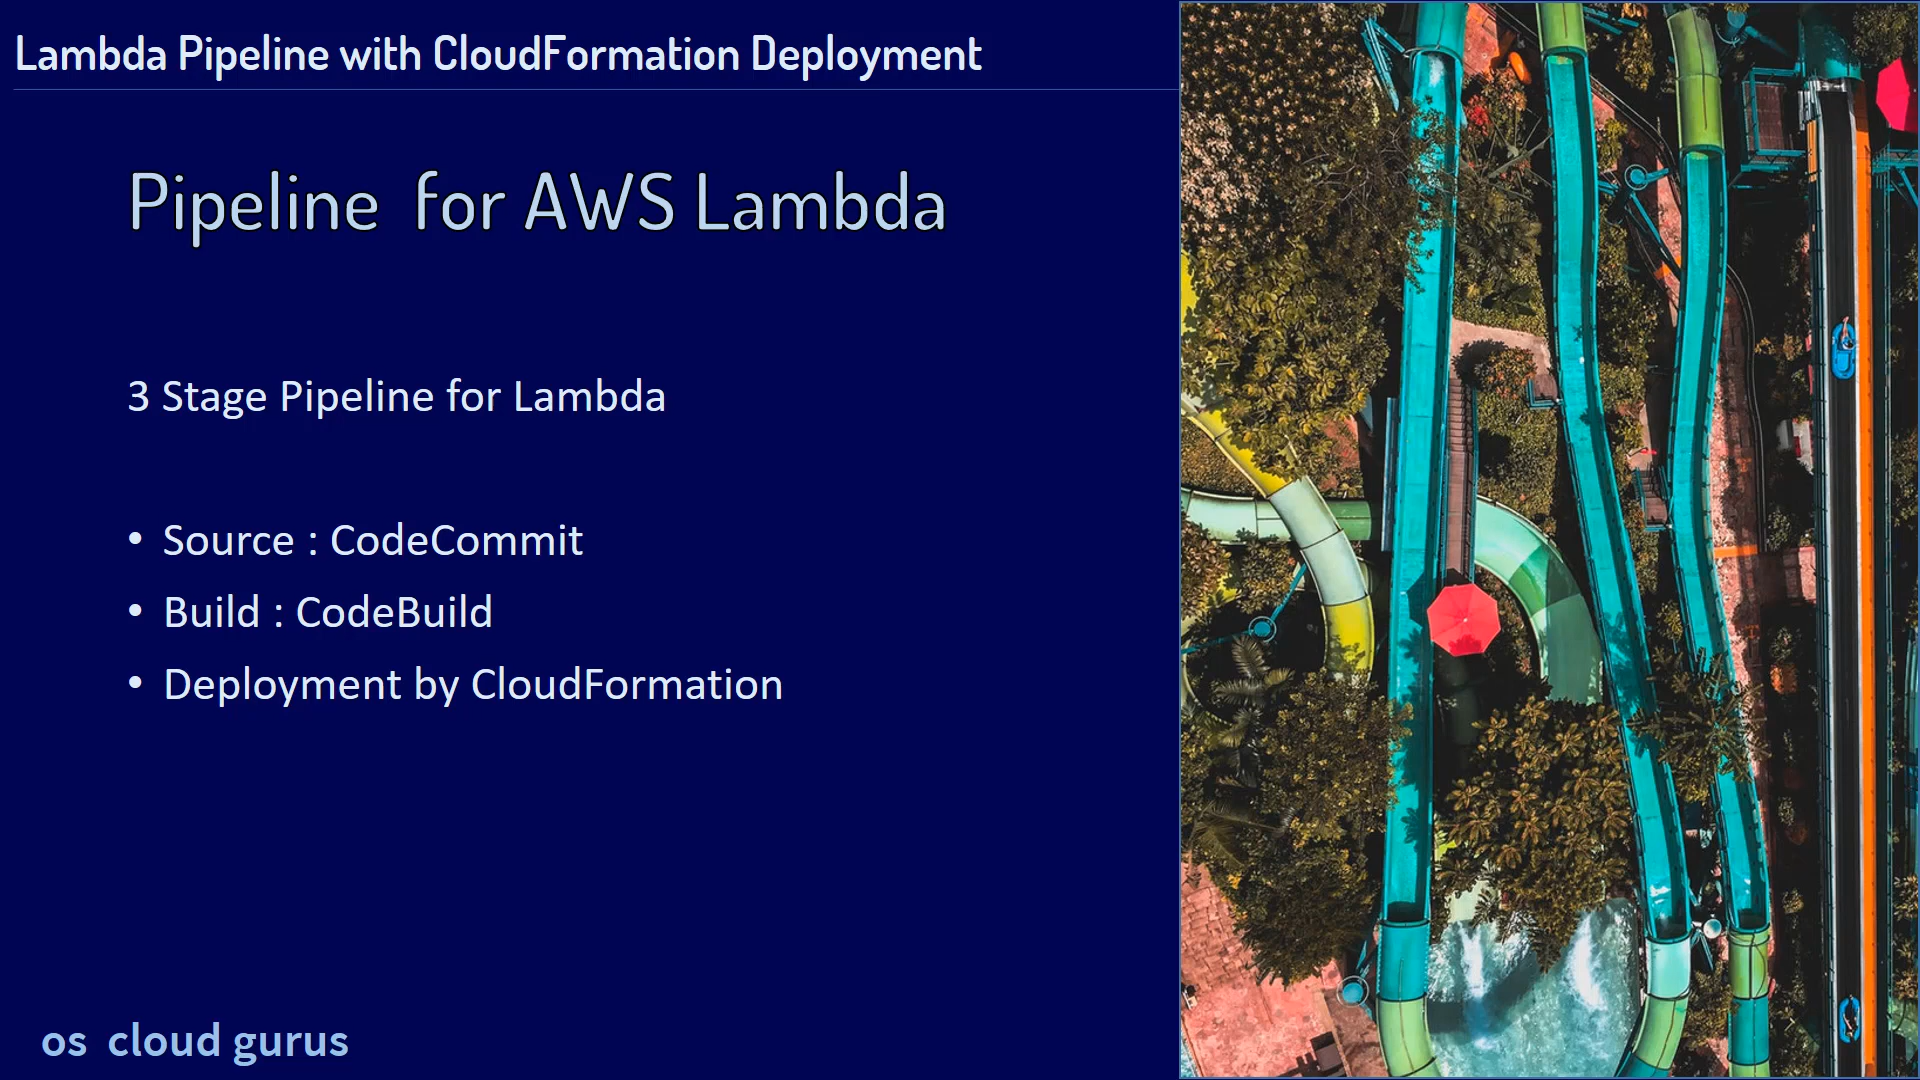 Lambda Pipeline with CloudFormation Deployment
Pipeline for AWS Lambda
3 Stage Pipeline for Lambda
• Source : CodeCommit
• Build : CodeBuild
• Deployment by CloudFormation
os cloud gurus